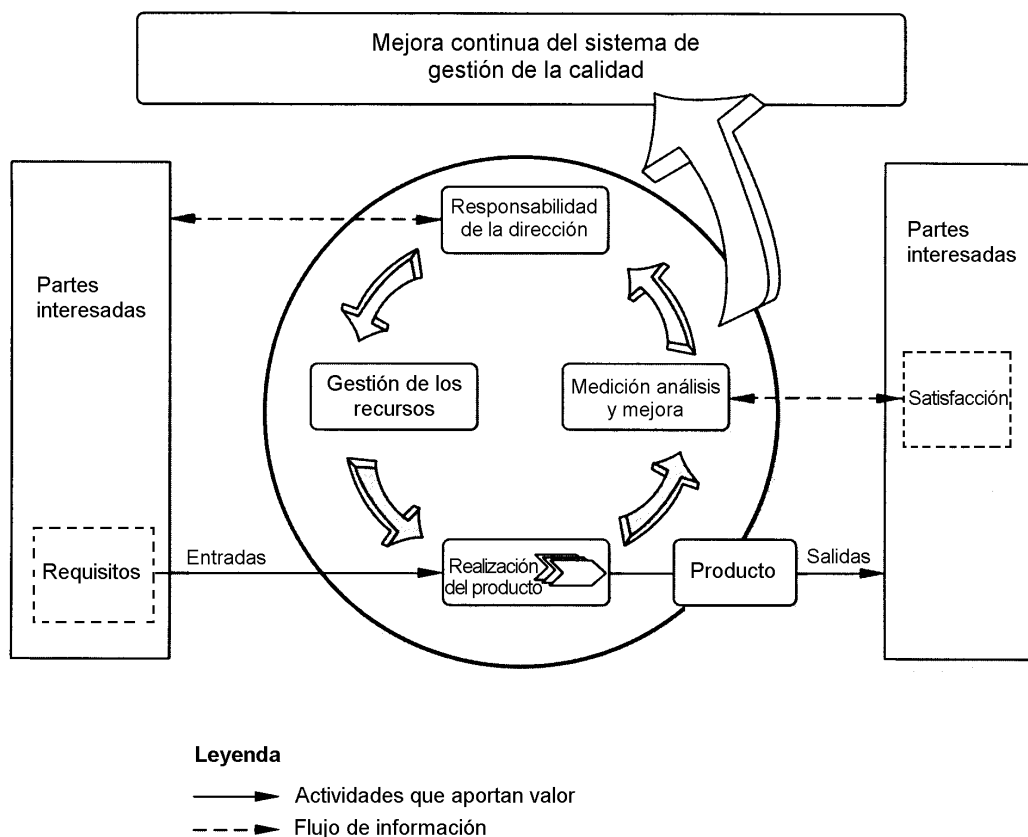 Mejora continua del sistema de
gestión de la calidad
Responsabilidad
de la dirección
Partes
interesadas
Partes
interesadas
Gestión de los
recursos
Medición análisis
y mejora
Satisfacción
Requisitos
Entradas
Realización
del producto
Producto
Salidas
Leyenda
Actividades que aportan valor
Flujo de información